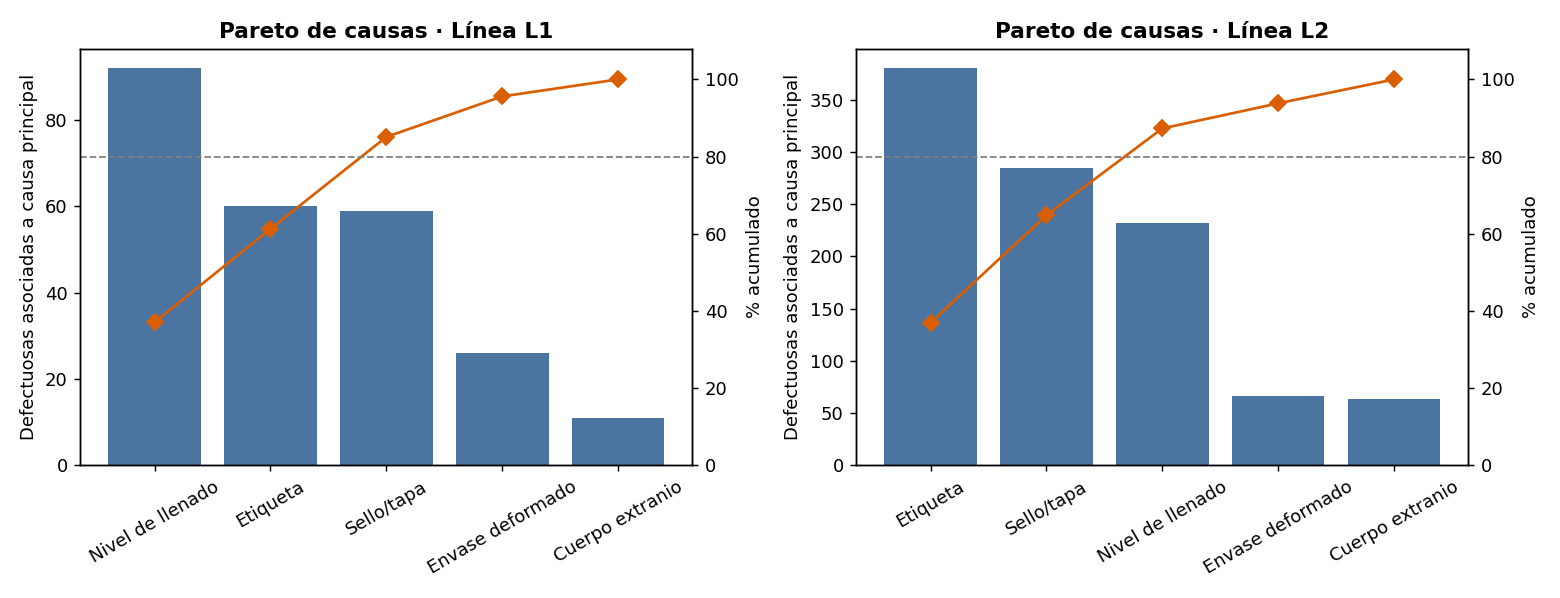 Pareto de causas · Línea L1
Defectuosas asociadas a causa principal
80
60
40
20
0
100
80
60
40
20
0
% acumulado
Nivel de llenado
Etiqueta
Sello/tapa
Envase deformado
Cuerpo extranio
Pareto de causas · Línea L2
Defectuosas asociadas a causa principal
350
300
250
200
150
100
50
0
100
80
60
40
20
0
% acumulado
Etiqueta
Sello/tapa
Nivel de llenado
Envase deformado
Cuerpo extranio